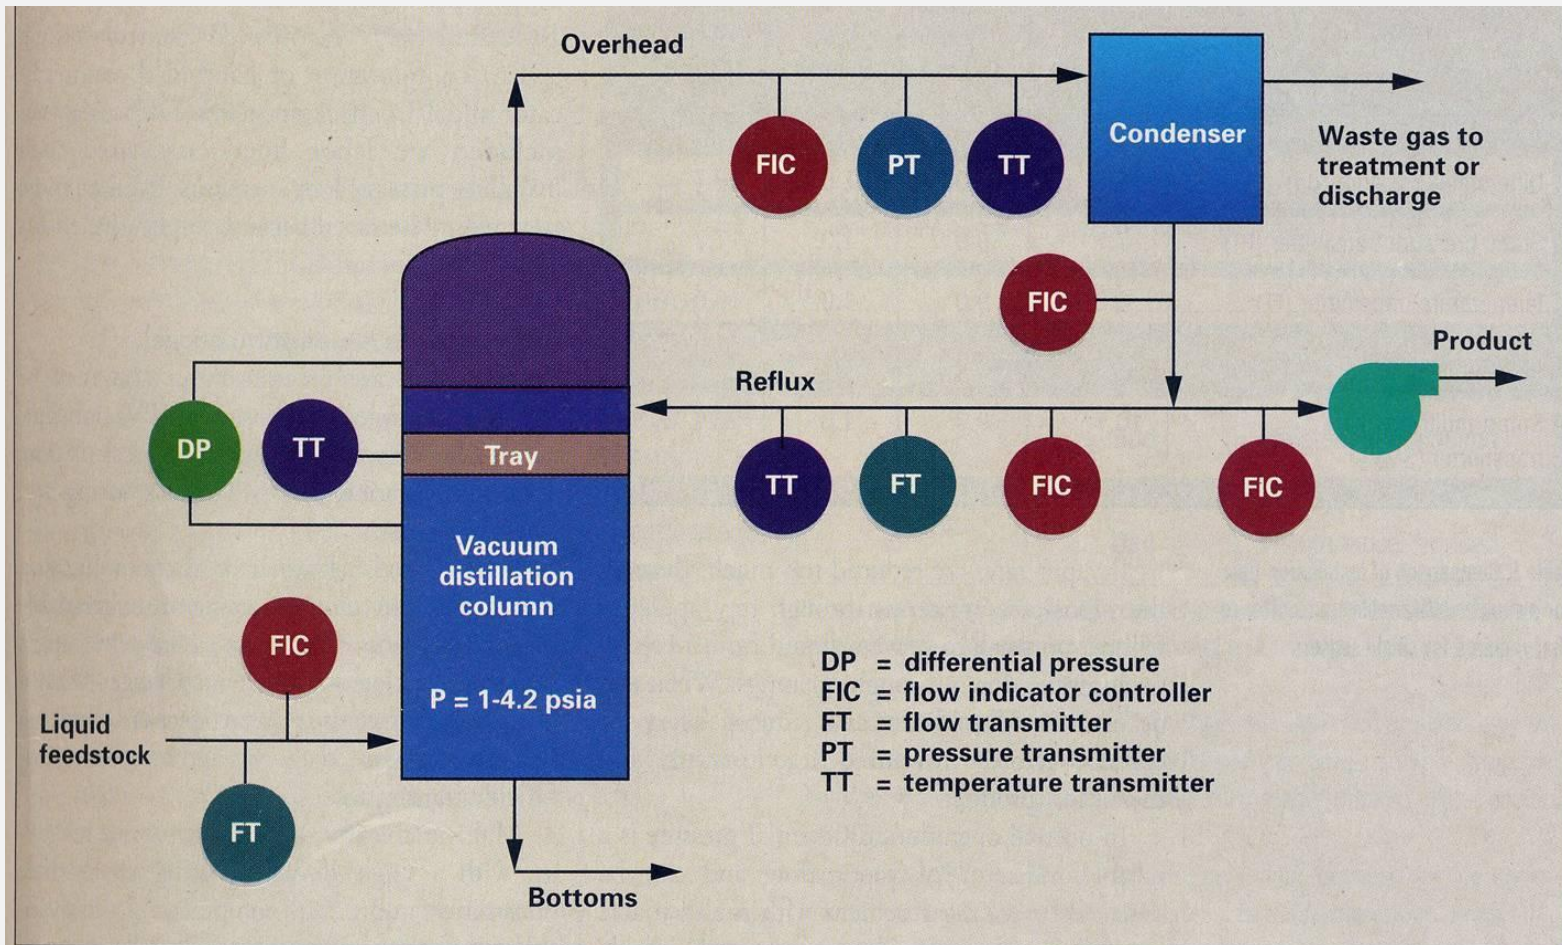 Overhead
FIC
PT
TT
Condenser
Waste gas to
treatment or
discharge
FIC
Product
Reflux
DP
TT
Tray
TT
FT
FIC
FIC
Vacuum
distillation
column
P = 1-4.2 psia
FIC
Liquid
feedstock
FT
Bottoms
DP = differential pressure
FIC = flow indicator controller
FT = flow transmitter
PT = pressure transmitter
TT = temperature transmitter